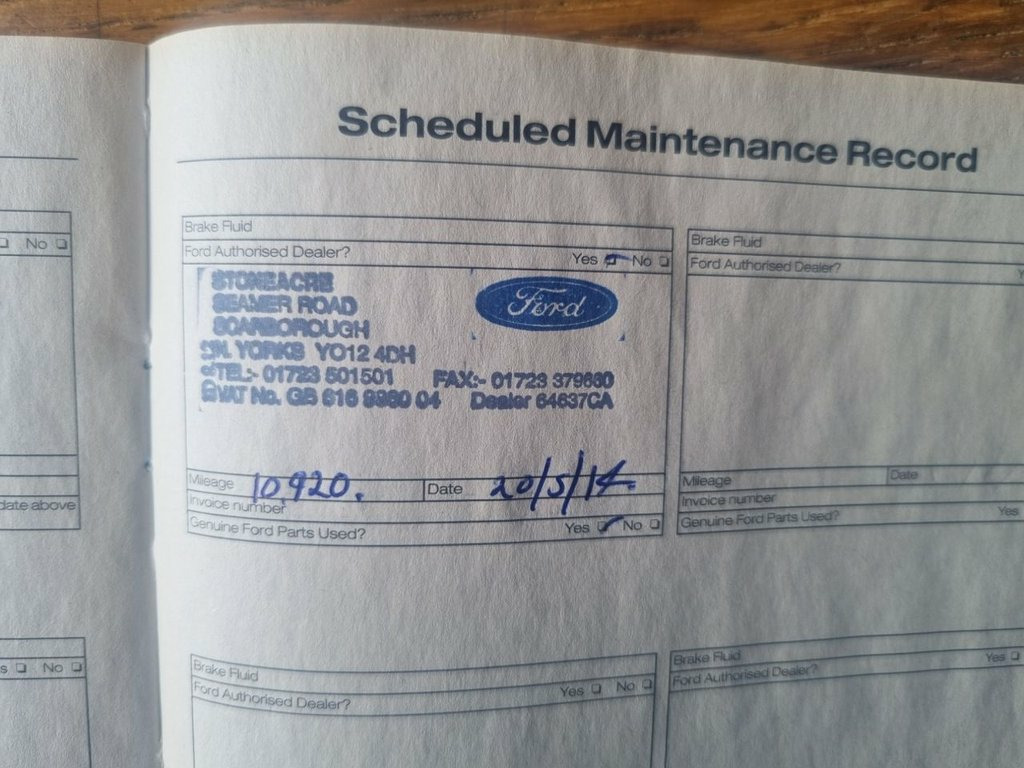 Scheduled Maintenance Record
No
date above
s No
Brake Fluid
Ford Authorised Dealer? Yes No
STONEACRE
SEAMER ROAD
SCARBOROUGH
N. YORKS YO12 4DH
TEL:- 01723 501501 FAX:- 01723 379680
VAT No. GB 616 9980 04 Dealer 64637CA
Ford
Mileage 10,920. Date 20/5/14.
Invoice number
Genuine Ford Parts Used? Yes No
Brake Fluid
Ford Authorised Dealer? Y
Mileage Date
Invoice number
Genuine Ford Parts Used? Yes
Brake Fluid
Ford Authorised Dealer? Yes No
Brake Fluid
Ford Authorised Dealer? Yes